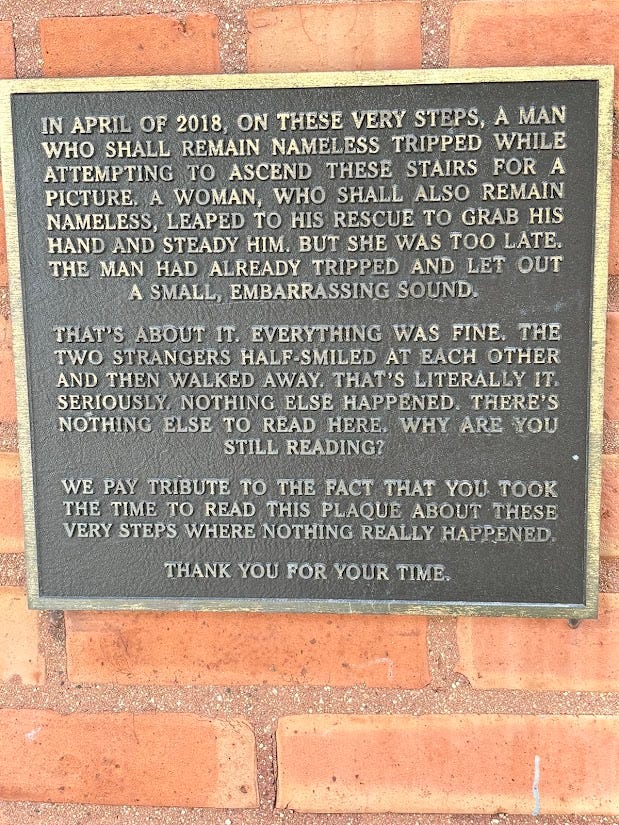 IN APRIL OF 2018, ON THESE VERY STEPS, A MAN
WHO SHALL REMAIN NAMELESS TRIPPED WHILE
ATTEMPTING TO ASCEND THESE STAIRS FOR A
PICTURE. A WOMAN, WHO SHALL ALSO REMAIN
NAMELESS, LEAPED TO HIS RESCUE TO GRAB HIS
HAND AND STEADY HIM. BUT SHE WAS TOO LATE.
THE MAN HAD ALREADY TRIPPED AND LET OUT
A SMALL, EMBARRASSING SOUND.
THAT'S ABOUT IT. EVERYTHING WAS FINE. THE
TWO STRANGERS HALF-SMILED AT EACH OTHER
AND THEN WALKED AWAY. THAT'S LITERALLY IT.
SERIOUSLY. NOTHING ELSE HAPPENED. THERE'S
NOTHING ELSE TO READ HERE. WHY ARE YOU
STILL READING?
WE PAY TRIBUTE TO THE FACT THAT YOU TOOK
THE TIME TO READ THIS PLAQUE ABOUT THESE
VERY STEPS WHERE NOTHING REALLY HAPPENED.
THANK YOU FOR YOUR TIME.